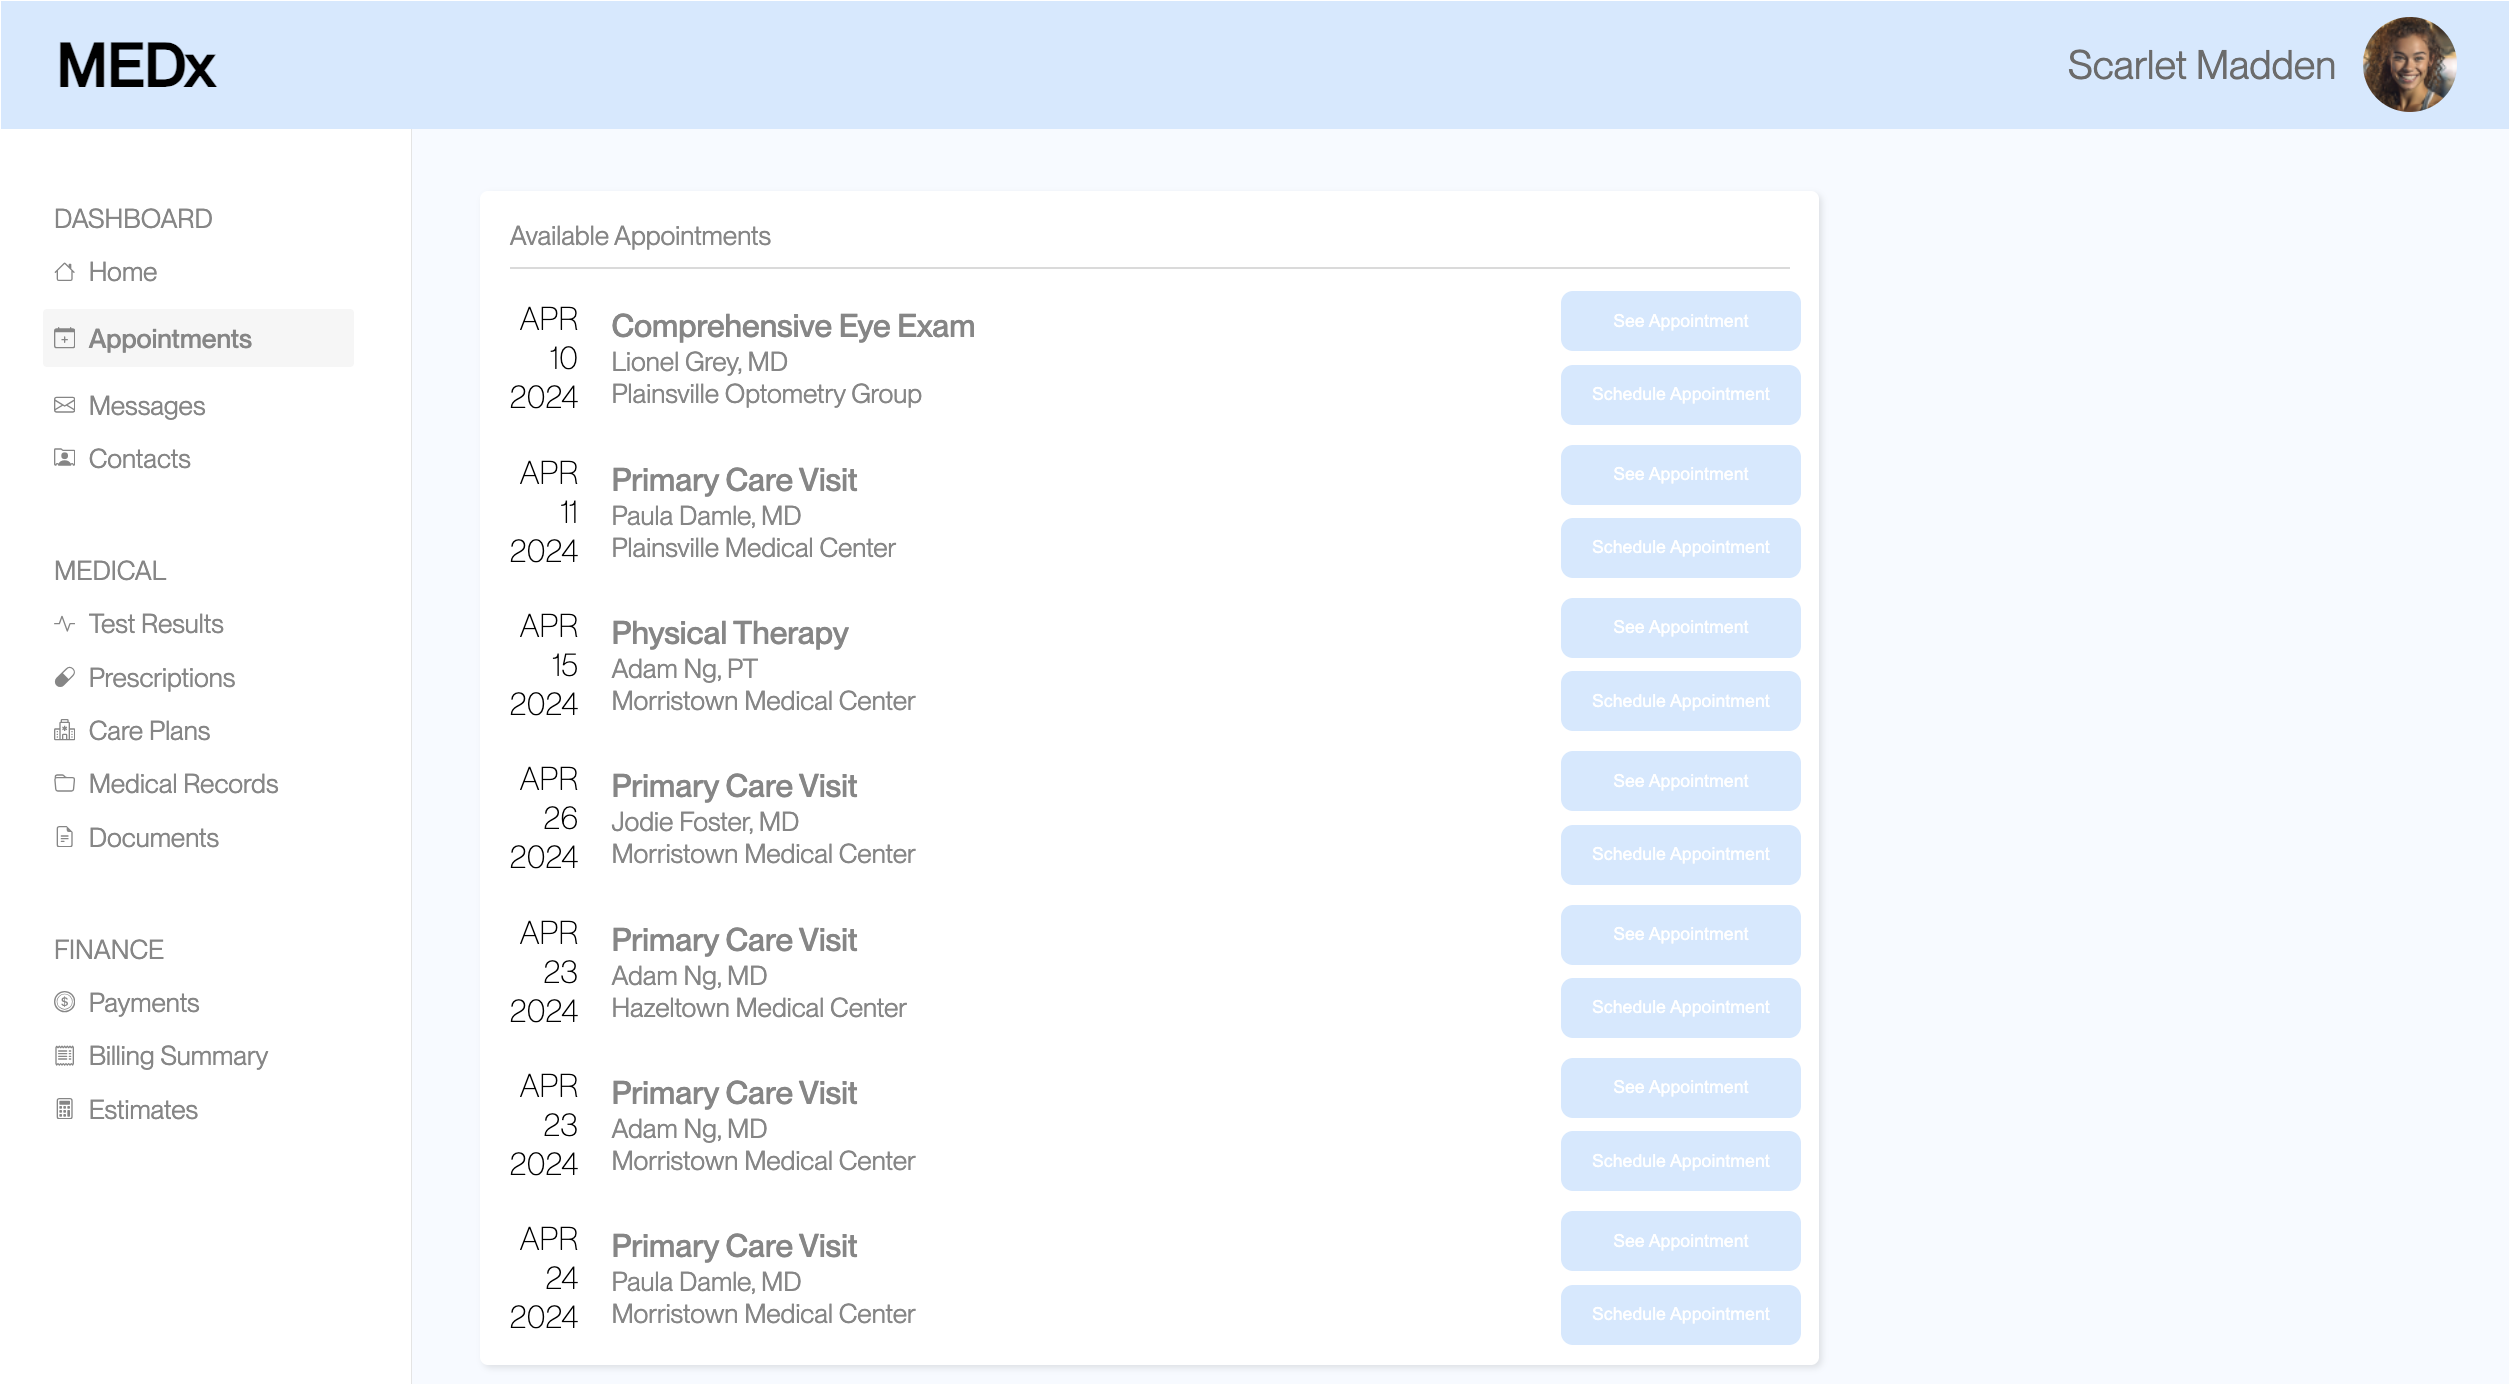 MEDx
Scarlet Madden
DASHBOARD
Home
Appointments
Messages
Contacts
MEDICAL
Test Results
Prescriptions
Care Plans
Medical Records
Documents
FINANCE
Payments
Billing Summary
Estimates
Available Appointments
APR
10
2024
Comprehensive Eye Exam
Lionel Grey, MD
Plainsville Optometry Group
See Appointment
Schedule Appointment
APR
11
2024
Primary Care Visit
Paula Damle, MD
Plainsville Medical Center
See Appointment
Schedule Appointment
APR
15
2024
Physical Therapy
Adam Ng, PT
Morristown Medical Center
See Appointment
Schedule Appointment
APR
26
2024
Primary Care Visit
Jodie Foster, MD
Morristown Medical Center
See Appointment
Schedule Appointment
APR
23
2024
Primary Care Visit
Adam Ng, MD
Hazeltown Medical Center
See Appointment
Schedule Appointment
APR
23
2024
Primary Care Visit
Adam Ng, MD
Morristown Medical Center
See Appointment
Schedule Appointment
APR
24
2024
Primary Care Visit
Paula Damle, MD
Morristown Medical Center
See Appointment
Schedule Appointment